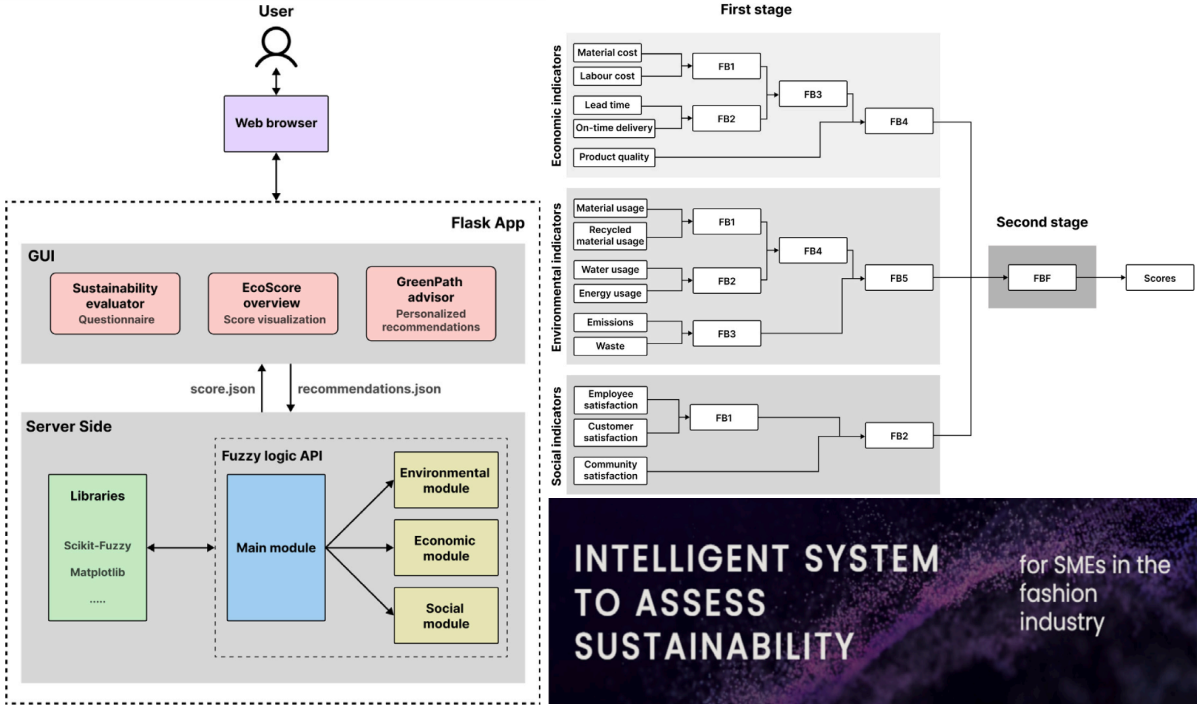 User
Web browser
Flask App
GUI
Sustainability
evaluator
Questionnaire
EcoScore
overview
Score visualization
GreenPath
advisor
Personalized
recommendations
score.json
recommendations.json
Server Side
Libraries
Scikit-Fuzzy
Matplotlib
.....
Fuzzy logic API
Main module
Environmental
module
Economic
module
Social
module
First stage
Economic indicators
Material cost
Labour cost
Lead time
On-time delivery
Product quality
FB1
FB2
FB3
FB4
Environmental indicators
Material usage
Recycled
material usage
Water usage
Energy usage
Emissions
Waste
FB1
FB2
FB3
FB4
FB5
Social indicators
Employee
satisfaction
Customer
satisfaction
Community
satisfaction
FB1
FB2
Second stage
FBF
Scores
INTELLIGENT SYSTEM
TO ASSESS
SUSTAINABILITY
for SMEs in the
fashion
industry